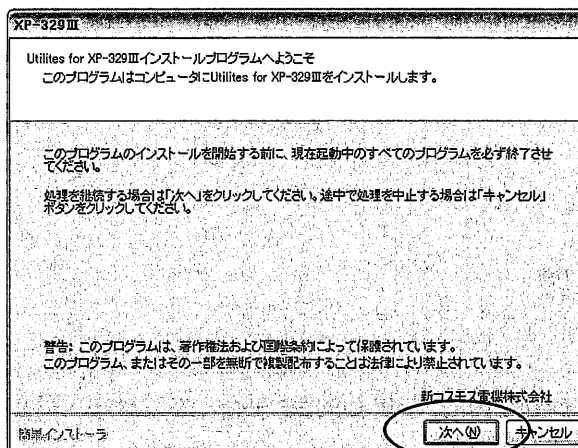 XP-329Ⅲ
Utilites for XP-329Ⅲインストールプログラムへようこそ
このプログラムはコンピュータにUtilites for XP-329Ⅲをインストールします。
このプログラムのインストールを開始する前に、現在起動中のすべてのプログラムを必ず終了させ
てください。
処理を継続する場合は「次へ」をクリックしてください。途中で処理を中止する場合は「キャンセル」
ボタンをクリックしてください。
警告: このプログラムは、著作権法および国際条約によって保護されています。
このプログラム、またはその一部を無断で複製配布することは法律により禁止されています。
新コスモス電機株式会社
簡単インストーラ
次へ(N)
キャンセル